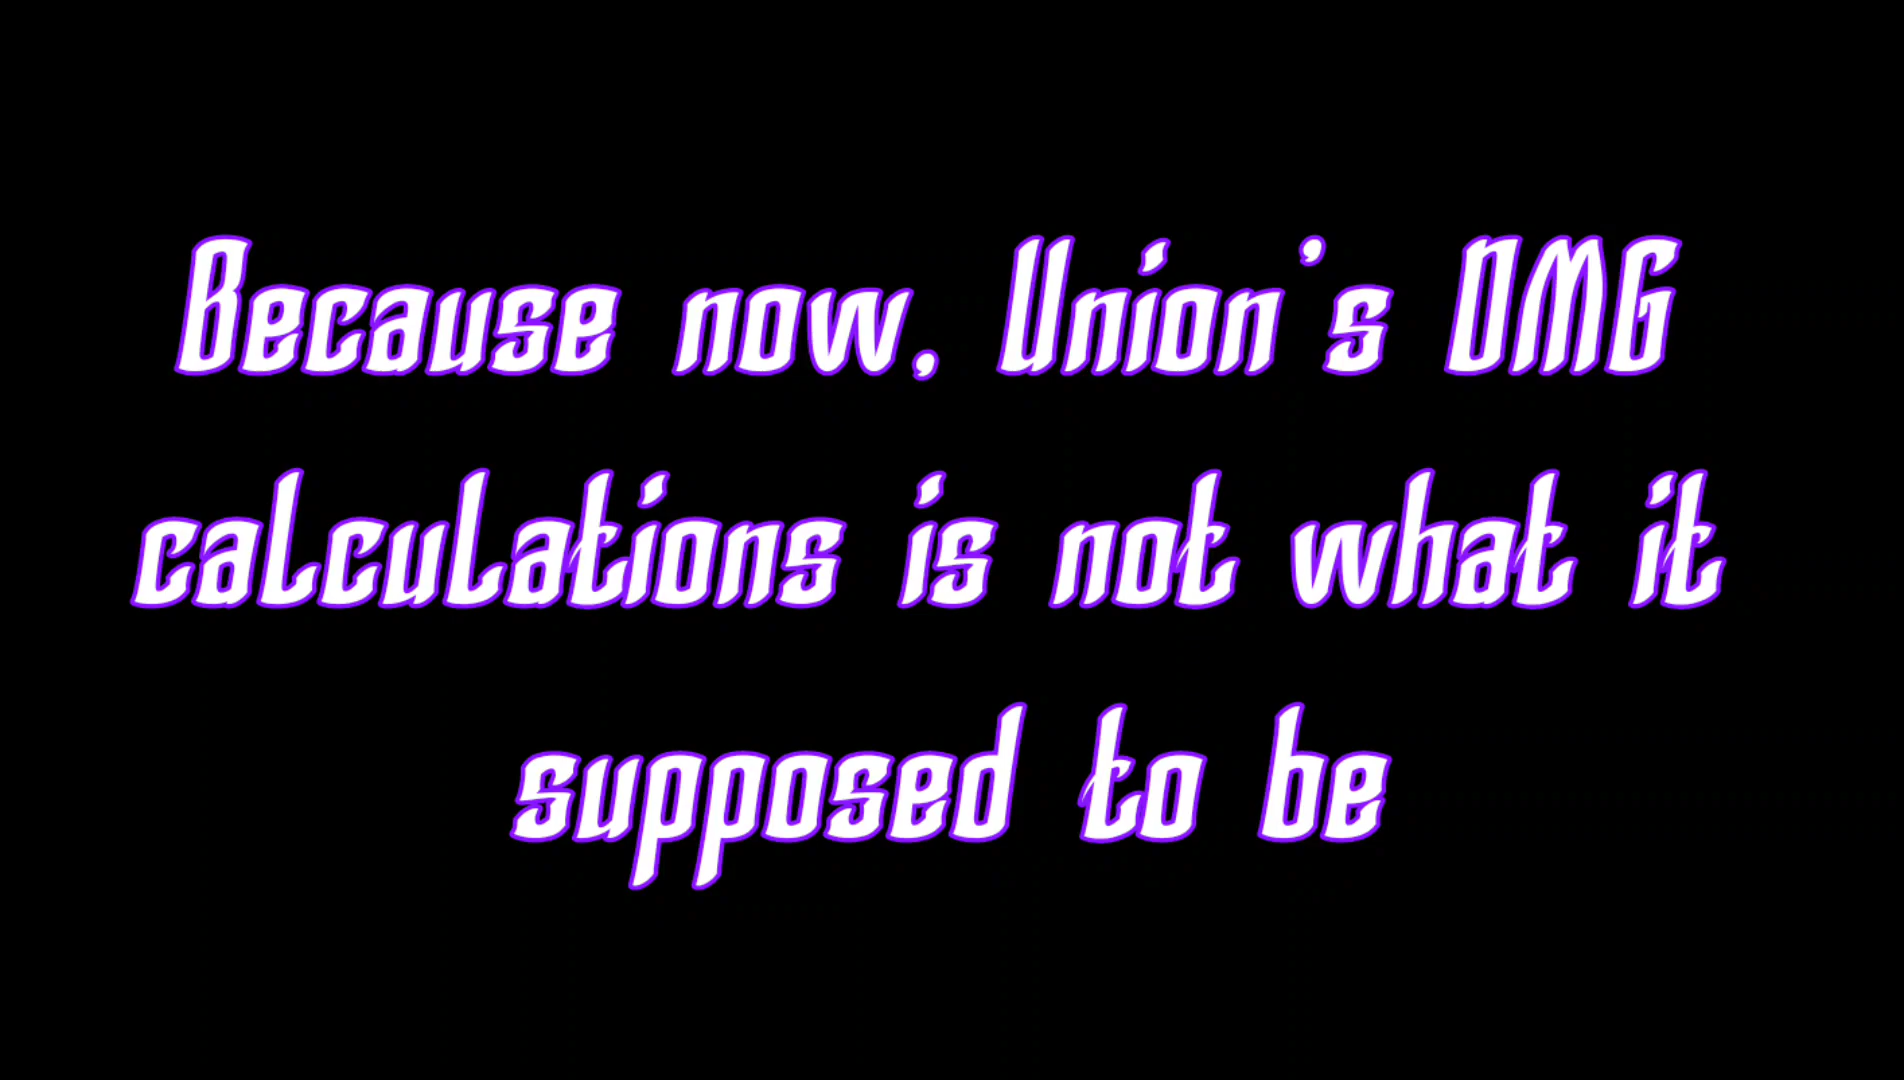 Because now, Union's DMG
calculations is not what it
supposed to be